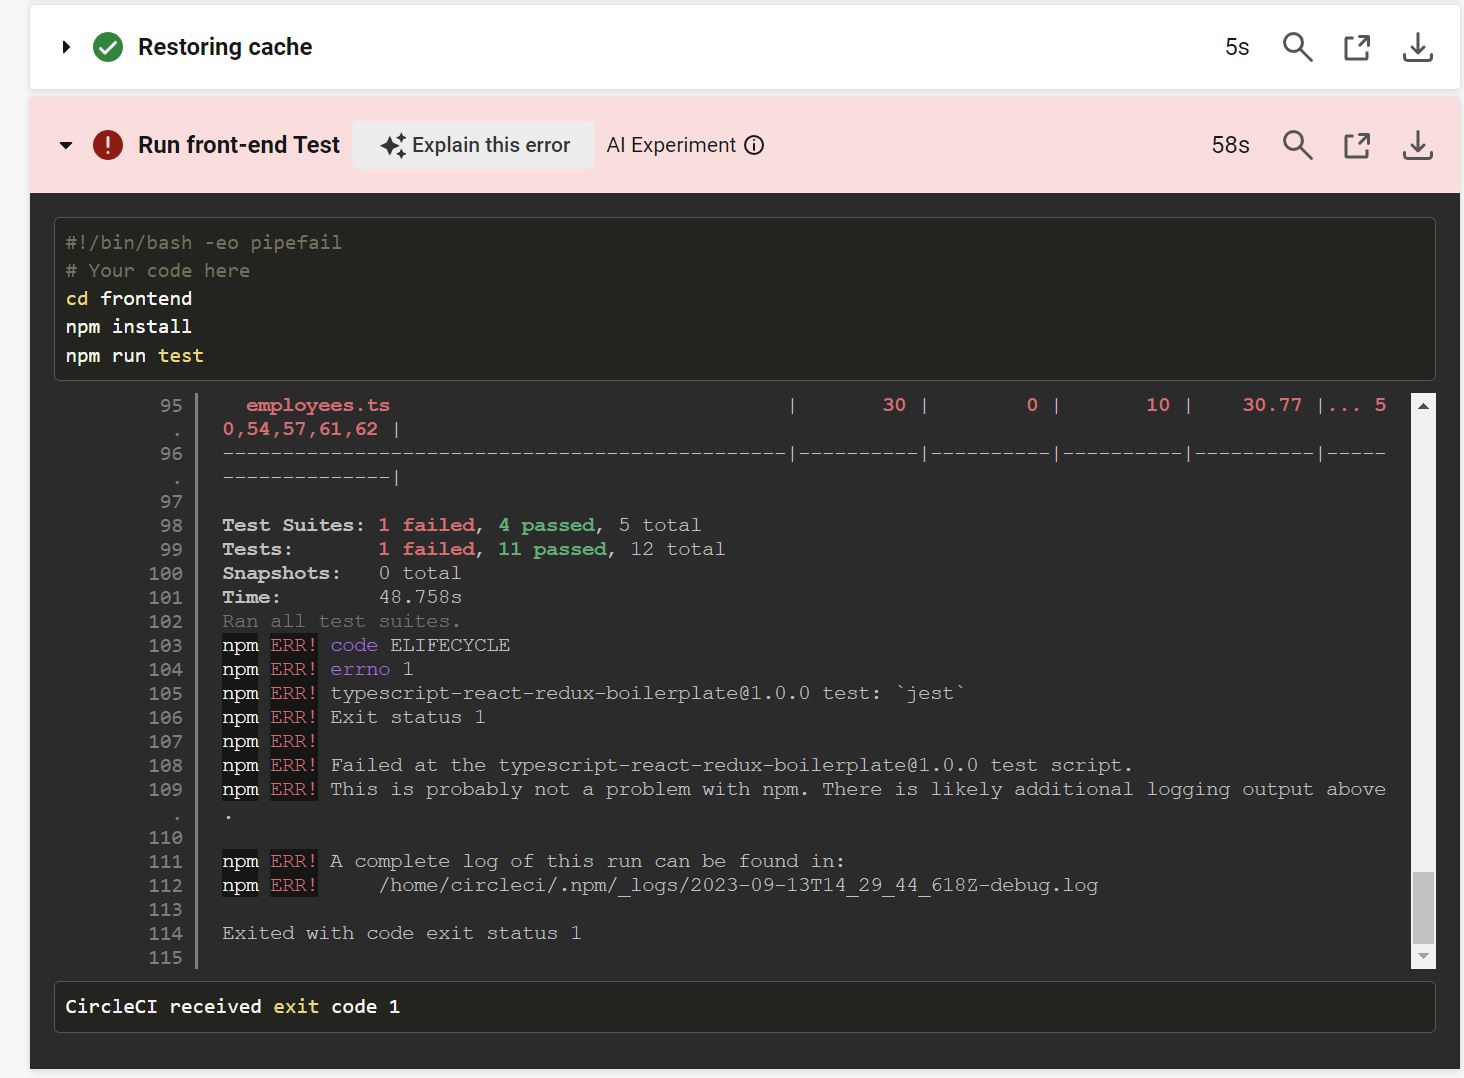 Restoring cache 5s
Run front-end Test Explain this error AI Experiment 58s
#!/bin/bash -eo pipefail
# Your code here
cd frontend
npm install
npm run test
95 employees.ts | 30 | 0 | 10 | 30.77 |... 5
. 0,54,57,61,62 |
96 -----------------------------------------------|----------|----------|----------|----------|-----
. --------------|
97
98 Test Suites: 1 failed, 4 passed, 5 total
99 Tests: 1 failed, 11 passed, 12 total
100 Snapshots: 0 total
101 Time: 48.758s
102 Ran all test suites.
103 npm ERR! code ELIFECYCLE
104 npm ERR! errno 1
105 npm ERR! typescript-react-redux-boilerplate@1.0.0 test: `jest`
106 npm ERR! Exit status 1
107 npm ERR!
108 npm ERR! Failed at the typescript-react-redux-boilerplate@1.0.0 test script.
109 npm ERR! This is probably not a problem with npm. There is likely additional logging output above
. .
110
111 npm ERR! A complete log of this run can be found in:
112 npm ERR! /home/circleci/.npm/_logs/2023-09-13T14_29_44_618Z-debug.log
113
114 Exited with code exit status 1
115
CircleCI received exit code 1